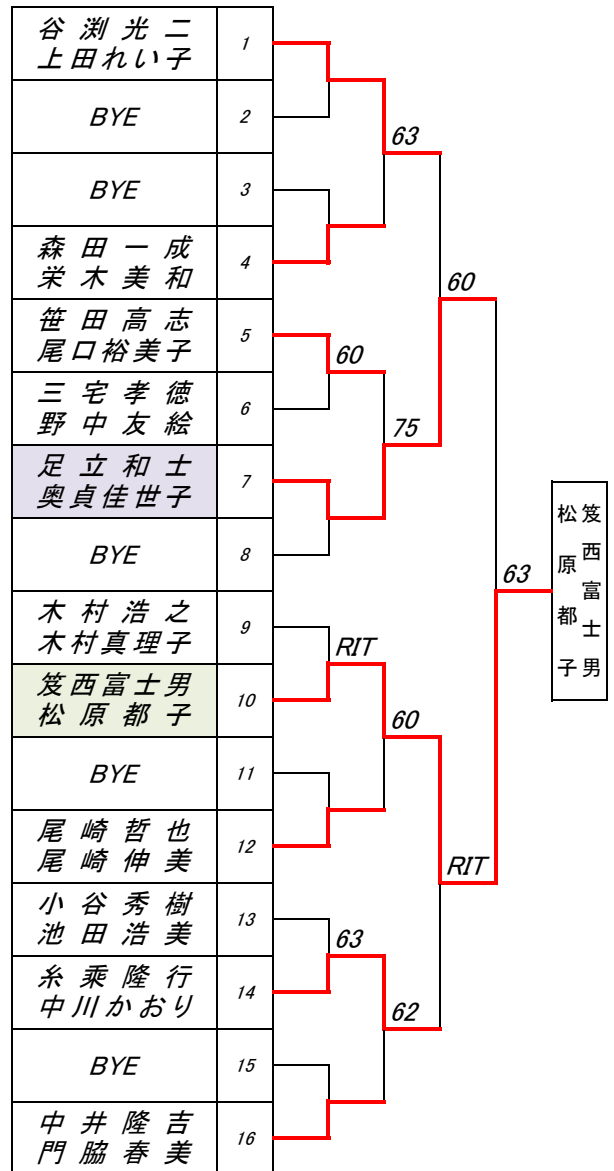 谷渕光二
上田れい子
1
BYE
2
63
BYE
3
森田一成
栄木美和
4
60
笹田高志
尾口裕美子
5
60
三宅孝徳
野中友絵
6
75
足立和士
奥貞佳世子
7
BYE
8
笈西富士男
松原都子
63
木村浩之
木村真理子
9
RIT
笈西富士男
松原都子
10
60
BYE
11
尾崎哲也
尾崎伸美
12
RIT
小谷秀樹
池田浩美
13
63
糸乗隆行
中川かおり
14
62
BYE
15
中井隆吉
門脇春美
16